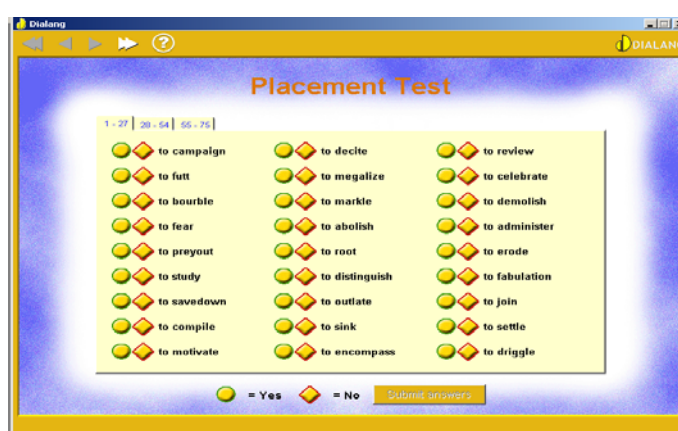 Dialang
DIALANG
Placement Test
1 - 27 28 - 54 55 - 75
to campaign to decite to review
to futt to megalize to celebrate
to bourble to markle to demolish
to fear to abolish to administer
to preyout to root to erode
to study to distinguish to fabulation
to savedown to outlate to join
to compile to sink to settle
to motivate to encompass to driggle
= Yes = No Submit answers